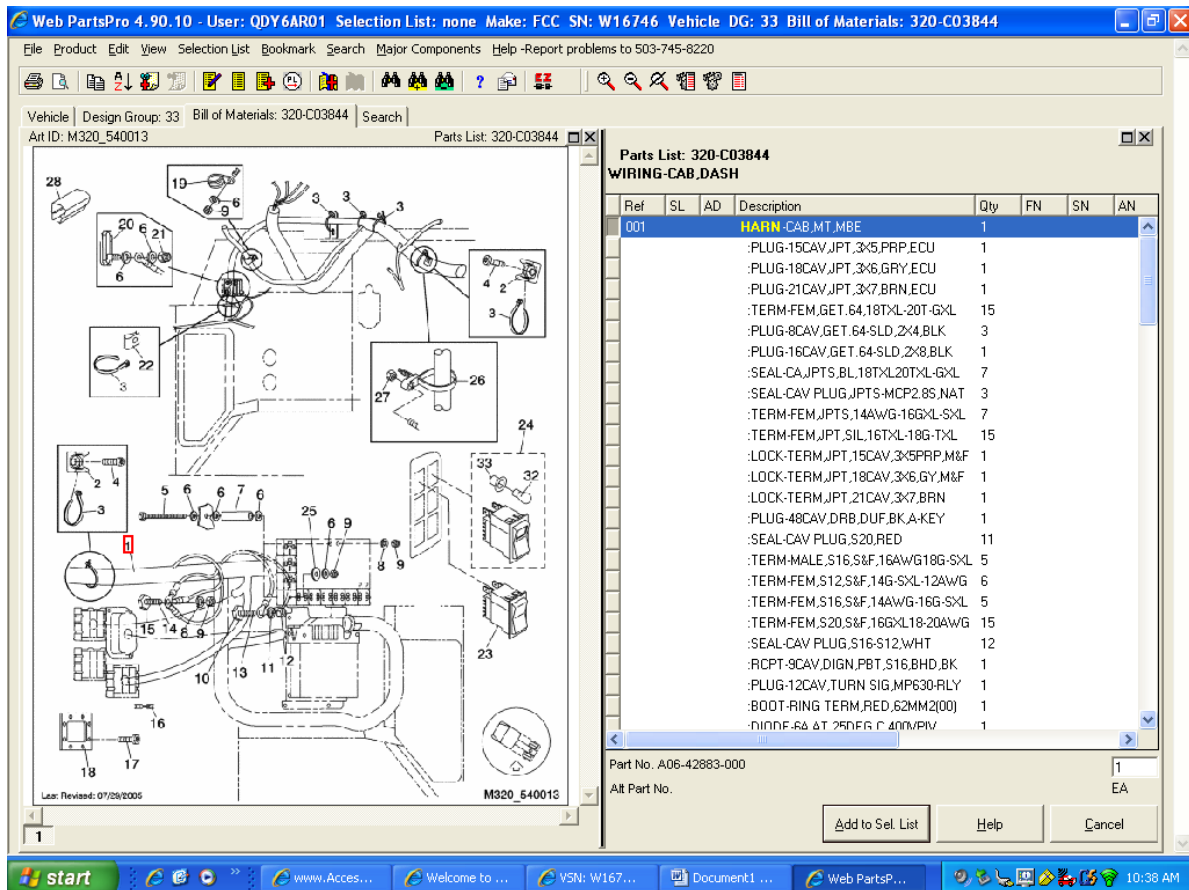 Web PartsPro 4.90.10 - User: QDY6AR01 Selection List: none Make: FCC SN: W16746 Vehicle DG: 33 Bill of Materials: 320-C03844
File Product Edit View Selection List Bookmark Search Major Components Help -Report problems to 503-745-8220
Vehicle Design Group: 33 Bill of Materials: 320-C03844 Search
Art ID: M320_540013 Parts List: 320-C03844
28
19
6
9
3
3
3
20 6 21
6
4
2
3
22
3
27
26
24
33
32
2
4
3
5 6 6 7 6
25 6 9
8 9
1
15 14 8 9
10 13 11 12
23
16
17
18
Last Revised: 07/29/2005 M320_540013
1
Parts List: 320-C03844
WIRING-CAB,DASH
Ref SL AD Description Qty FN SN AN
001 HARN-CAB,MT,MBE 1
:PLUG-15CAV,JPT,3X5,PRP,ECU 1
:PLUG-18CAV,JPT,3X6,GRY,ECU 1
:PLUG-21CAV,JPT,3X7,BRN,ECU 1
:TERM-FEM,GET.64,18TXL-20T-GXL 15
:PLUG-8CAV,GET.64-SLD,2X4,BLK 3
:PLUG-16CAV,GET.64-SLD,2X8,BLK 1
:SEAL-CA,JPTS,BL,18TXL20TXL-GXL 7
:SEAL-CAV PLUG,JPTS-MCP2.8S,NAT 3
:TERM-FEM,JPTS,14AWG-16GXL-SXL 7
:TERM-FEM,JPT,SIL,16TXL-18G-TXL 15
:LOCK-TERM,JPT,15CAV,3X5PRP,M&F 1
:LOCK-TERM,JPT,18CAV,3X6,GY,M&F 1
:LOCK-TERM,JPT,21CAV,3X7,BRN 1
:PLUG-48CAV,DRB,DUF,BK,A-KEY 1
:SEAL-CAV PLUG,S20,RED 11
:TERM-MALE,S16,S&F,16AWG18G-SXL 5
:TERM-FEM,S12,S&F,14G-SXL-12AWG 6
:TERM-FEM,S16,S&F,14AWG-16G-SXL 5
:TERM-FEM,S20,S&F,16GXL18-20AWG 15
:SEAL-CAV PLUG,S16-S12,WHT 12
:RCPT-9CAV,DIGN,PBT,S16,BHD,BK 1
:PLUG-12CAV,TURN SIG,MP630-RLY 1
:BOOT-RING TERM,RED,62MM2(00) 1
:DIODE-6A AT 25DEG C 400VPIV 1
Part No. A06-42883-000 1
Alt Part No. EA
Add to Sel. List Help Cancel
start www.Acces... Welcome to ... VSN: W167... Document1 ... Web PartsP... 10:38 AM